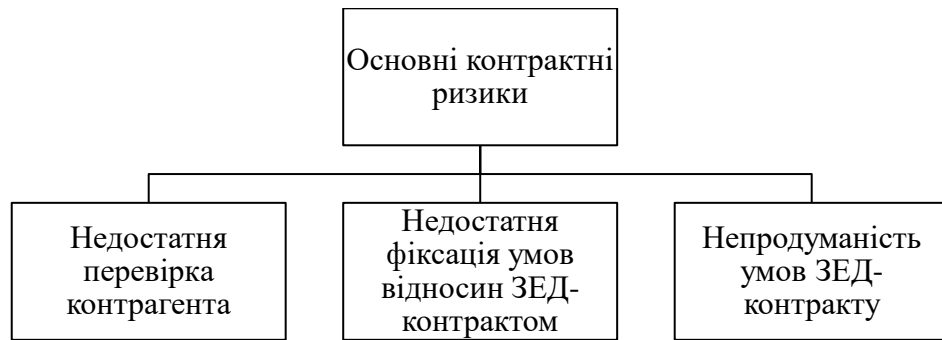 Основні контрактні
ризики
Недостатня
перевірка
контрагента
Недостатня
фіксація умов
відносин ЗЕД-
контрактом
Непродуманість
умов ЗЕД-
контракту